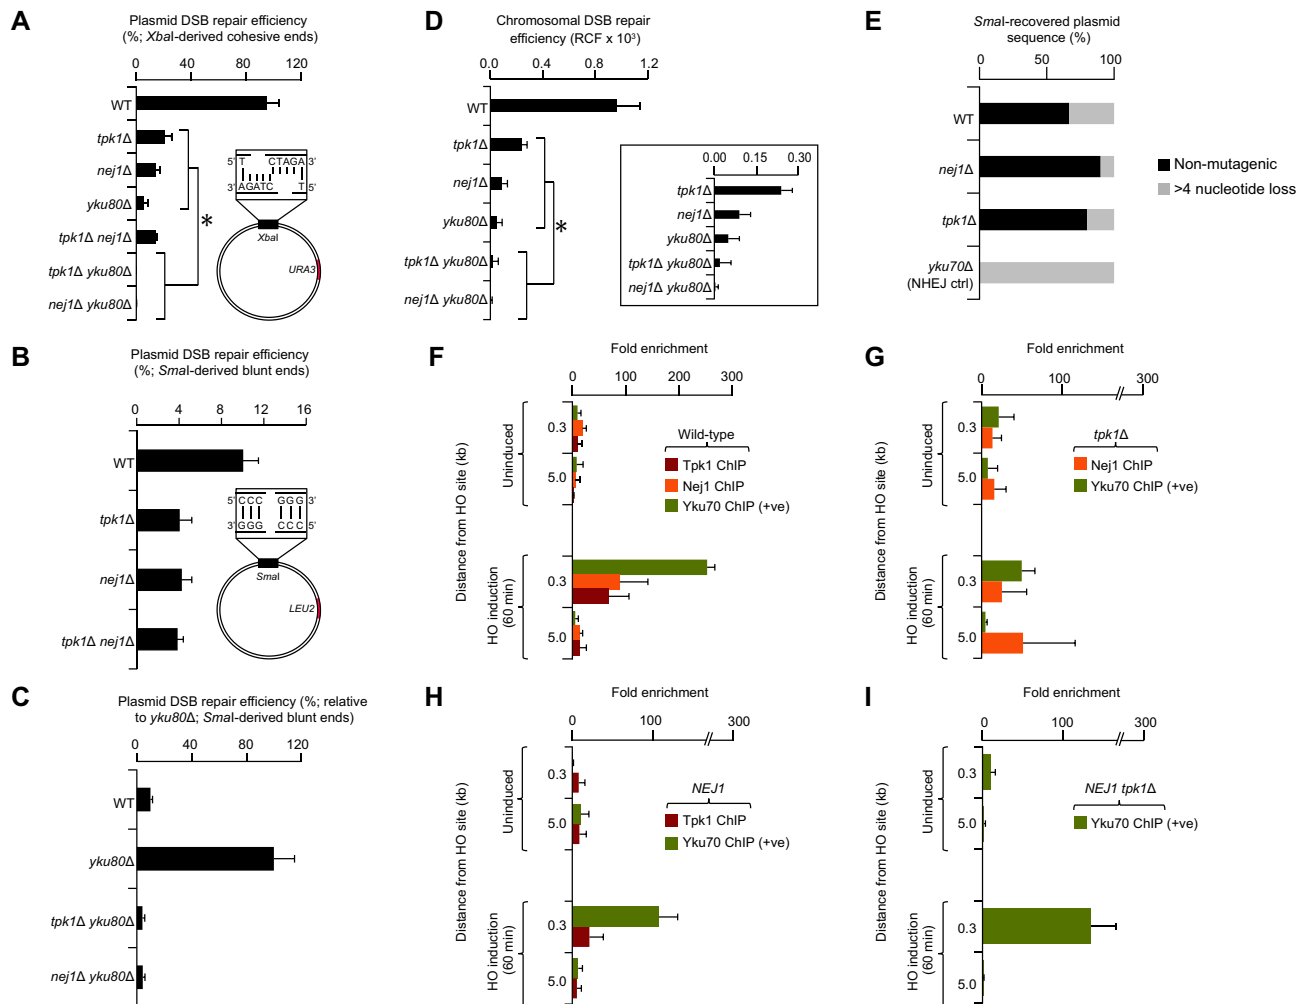 A
Plasmid DSB repair efficiency
(%; XbaI-derived cohesive ends)
0 40 80 120
WT
tpk1Δ
nej1Δ
yku80Δ
tpk1Δ nej1Δ
tpk1Δ yku80Δ
nej1Δ yku80Δ
*
5' T CTAGA 3'
3' AGATC T 5'
XbaI
URA3
B
Plasmid DSB repair efficiency
(%; SmaI-derived blunt ends)
0 4 8 12 16
WT
tpk1Δ
nej1Δ
tpk1Δ nej1Δ
5' CCC GGG 3'
3' GGG CCC 5'
SmaI
LEU2
C
Plasmid DSB repair efficiency (%; relative
to yku80Δ; SmaI-derived blunt ends)
0 40 80 120
WT
yku80Δ
tpk1Δ yku80Δ
nej1Δ yku80Δ
D
Chromosomal DSB repair
efficiency (RCF x 10³)
0.0 0.4 0.8 1.2
WT
tpk1Δ
nej1Δ
yku80Δ
tpk1Δ yku80Δ
nej1Δ yku80Δ
*
0.00 0.15 0.30
tpk1Δ
nej1Δ
yku80Δ
tpk1Δ yku80Δ
nej1Δ yku80Δ
E
SmaI-recovered plasmid
sequence (%)
0 50 100
WT
nej1Δ
tpk1Δ
yku70Δ
(NHEJ ctrl)
Non-mutagenic
>4 nucleotide loss
F
Fold enrichment
0 100 200 300
Distance from HO site (kb)
Uninduced
0.3
5.0
HO induction
(60 min)
0.3
5.0
Wild-type
Tpk1 ChIP
Nej1 ChIP
Yku70 ChIP (+ve)
G
Fold enrichment
0 100 300
Distance from HO site (kb)
Uninduced
0.3
5.0
HO induction
(60 min)
0.3
5.0
tpk1Δ
Nej1 ChIP
Yku70 ChIP (+ve)
H
Fold enrichment
0 100 300
Distance from HO site (kb)
Uninduced
0.3
5.0
HO induction
(60 min)
0.3
5.0
NEJ1
Tpk1 ChIP
Yku70 ChIP (+ve)
I
Fold enrichment
0 100 300
Distance from HO site (kb)
Uninduced
0.3
5.0
HO induction
(60 min)
0.3
5.0
NEJ1 tpk1Δ
Yku70 ChIP (+ve)